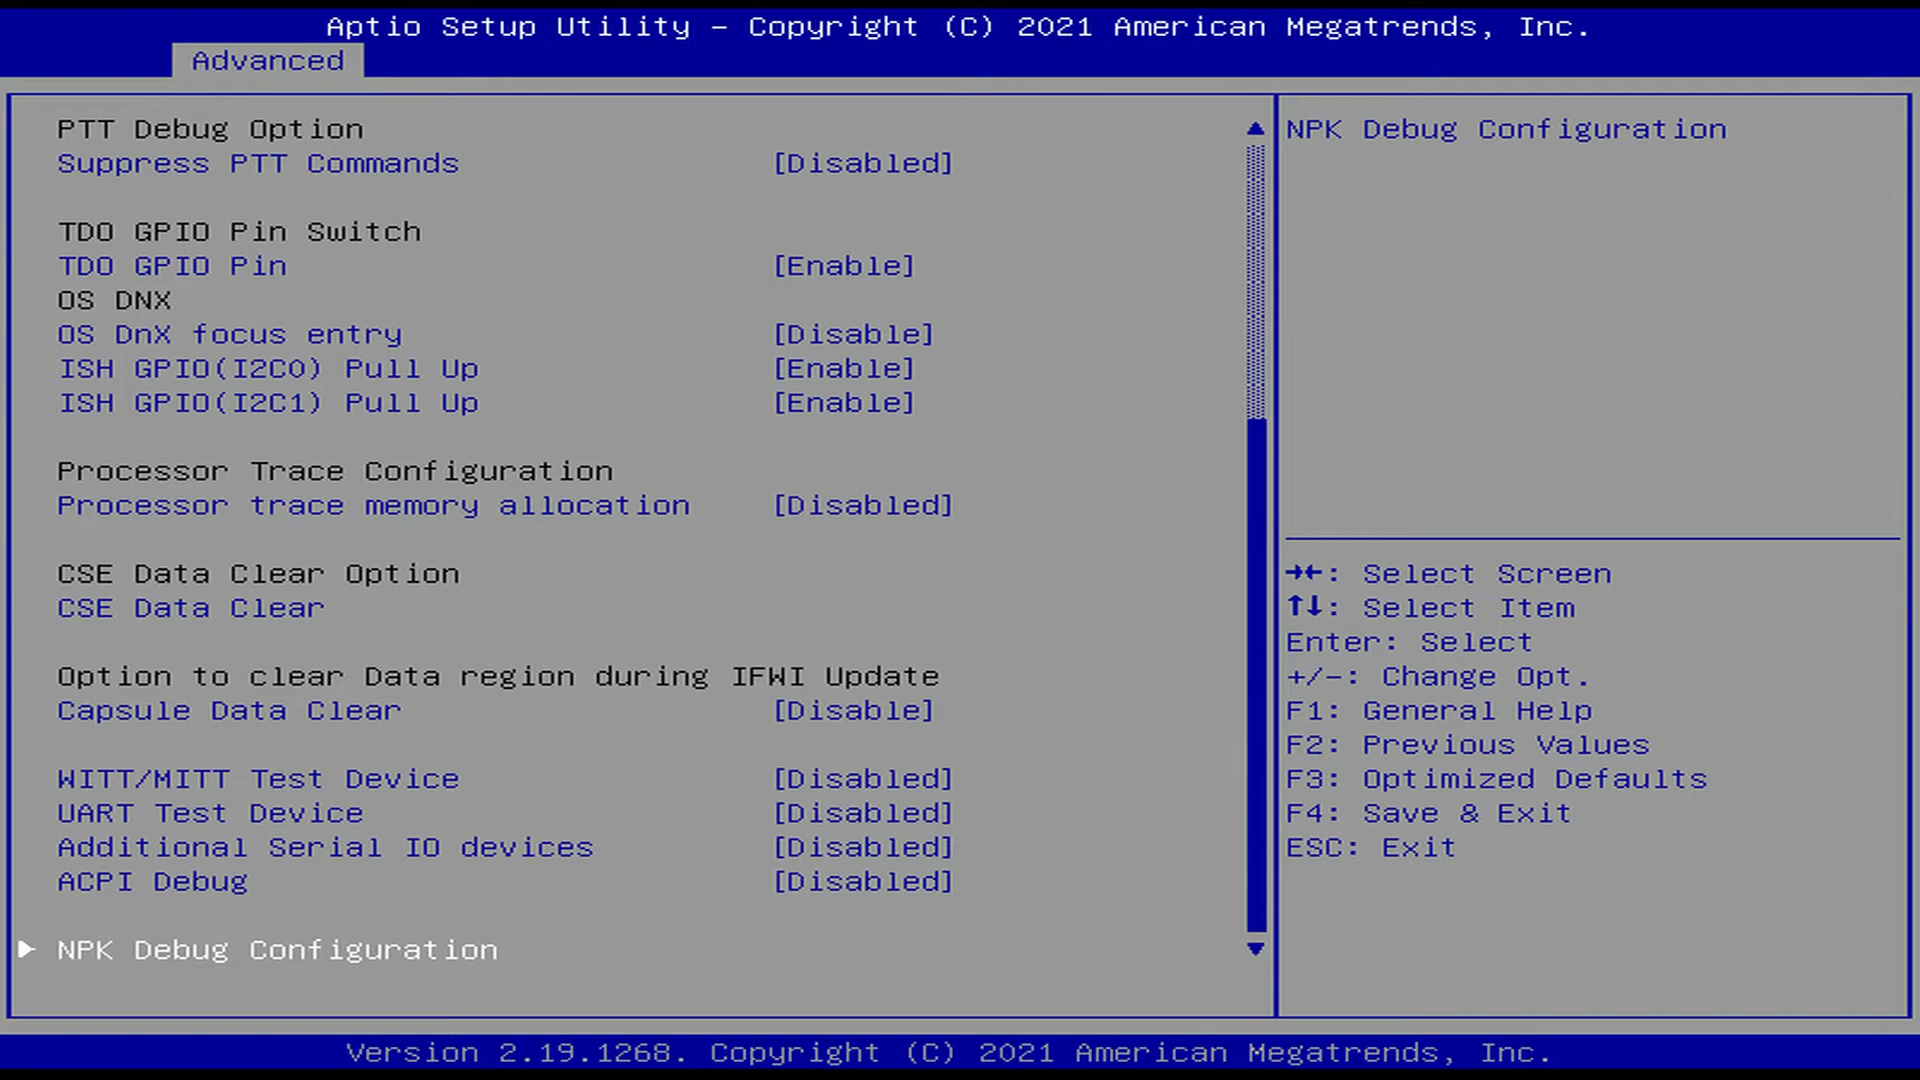 Aptio Setup Utility – Copyright (C) 2021 American Megatrends, Inc.
Advanced
PTT Debug Option
Suppress PTT Commands [Disabled]
TDO GPIO Pin Switch
TDO GPIO Pin [Enable]
OS DNX
OS DnX focus entry [Disable]
ISH GPIO(I2C0) Pull Up [Enable]
ISH GPIO(I2C1) Pull Up [Enable]
Processor Trace Configuration
Processor trace memory allocation [Disabled]
CSE Data Clear Option
CSE Data Clear
Option to clear Data region during IFWI Update
Capsule Data Clear [Disable]
WITT/MITT Test Device [Disabled]
UART Test Device [Disabled]
Additional Serial IO devices [Disabled]
ACPI Debug [Disabled]
▶ NPK Debug Configuration
NPK Debug Configuration
→←: Select Screen
↑↓: Select Item
Enter: Select
+/-: Change Opt.
F1: General Help
F2: Previous Values
F3: Optimized Defaults
F4: Save & Exit
ESC: Exit
Version 2.19.1268. Copyright (C) 2021 American Megatrends, Inc.